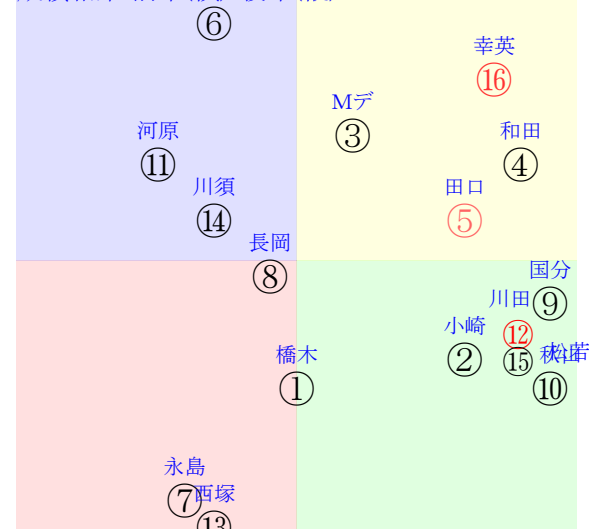 ⑥
幸英
⑯
Mデ
③
河原
⑪
和田
④
川須
⑭
田口
⑤
長岡
⑧
国分
⑨
川田
⑫
小崎
②
⑮
⑩
橋木
①
永島
⑦
西塚
⑬